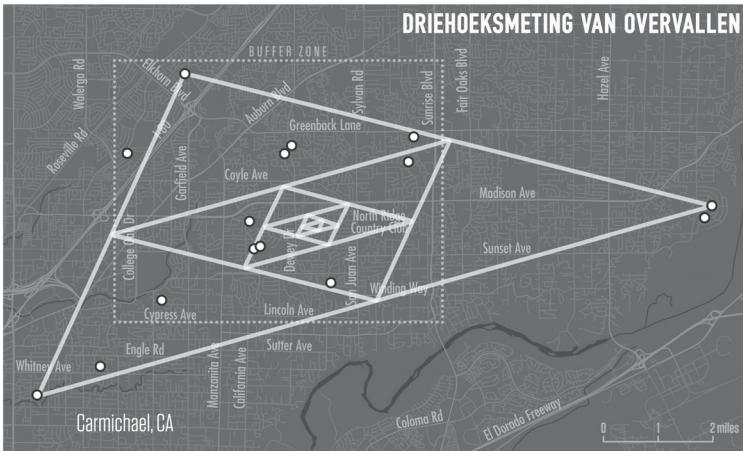 DRIEHOEKSMETING VAN OVERVALLEN
BUFFER ZONE
Walerga Rd
Elkhorn Blvd
I-80
Auburn Blvd
Sylvan Rd
Sunrise Blvd
Fair Oaks Blvd
Hazel Ave
Roseville Rd
Garfield Ave
Greenback Lane
Coyle Ave
Madison Ave
College Oak Dr
Dewey Dr
North Ridge
Country Club
San Juan Ave
Sunset Ave
Winding Way
Cypress Ave
Lincoln Ave
Whitney Ave
Engle Rd
Manzanita Ave
California Ave
Sutter Ave
Carmichael, CA
Coloma Rd
El Dorado Freeway
0 1 2 miles